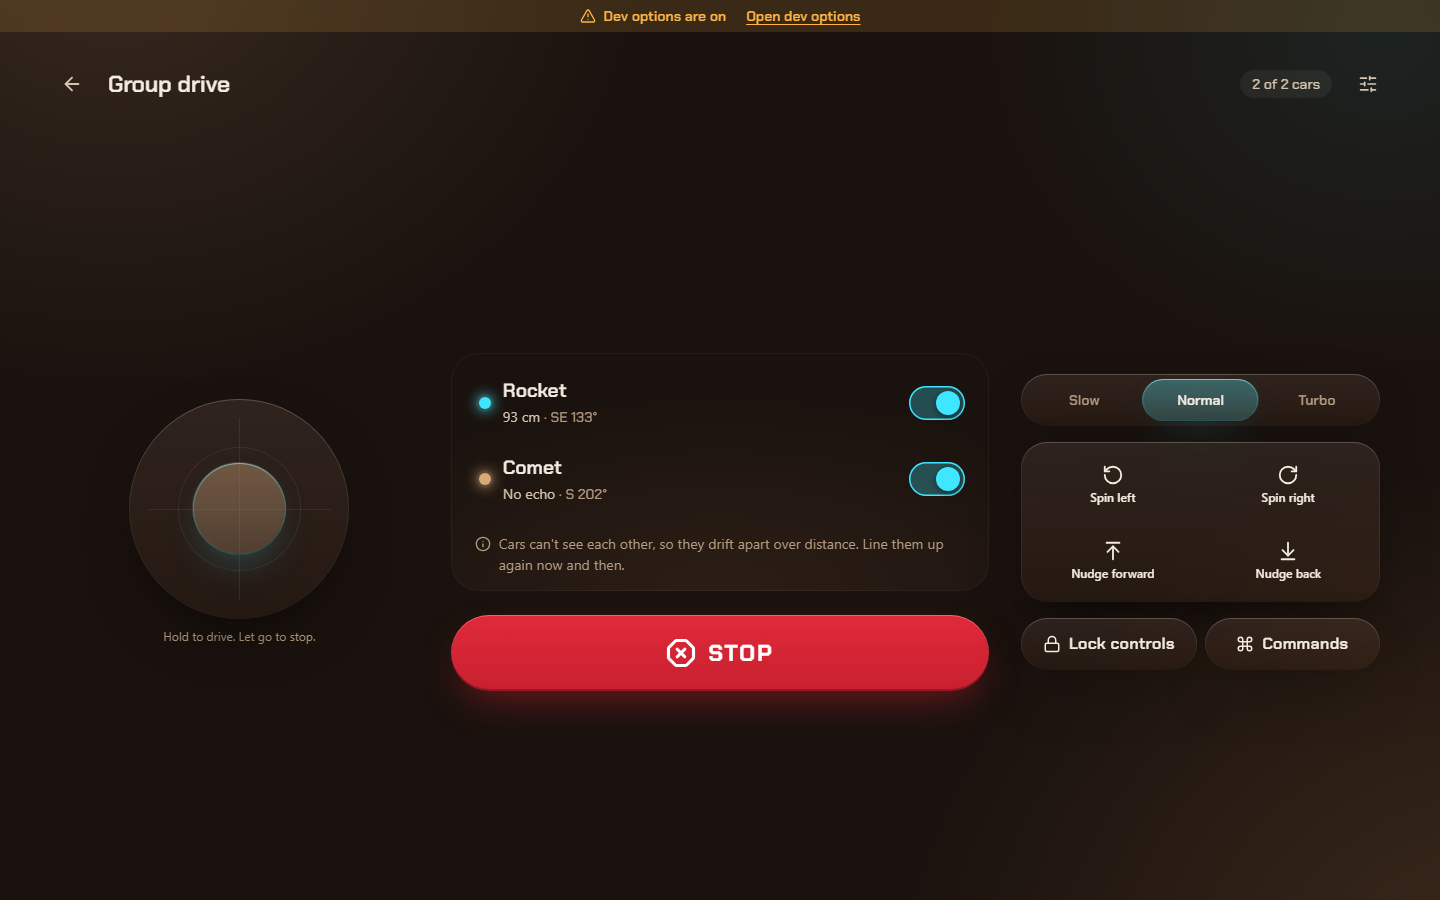 Dev options are on Open dev options
Group drive
2 of 2 cars
Rocket
93 cm · SE 133°
Comet
No echo · S 202°
Cars can't see each other, so they drift apart over distance. Line them up
again now and then.
STOP
Hold to drive. Let go to stop.
Slow Normal Turbo
Spin left Spin right
Nudge forward Nudge back
Lock controls Commands